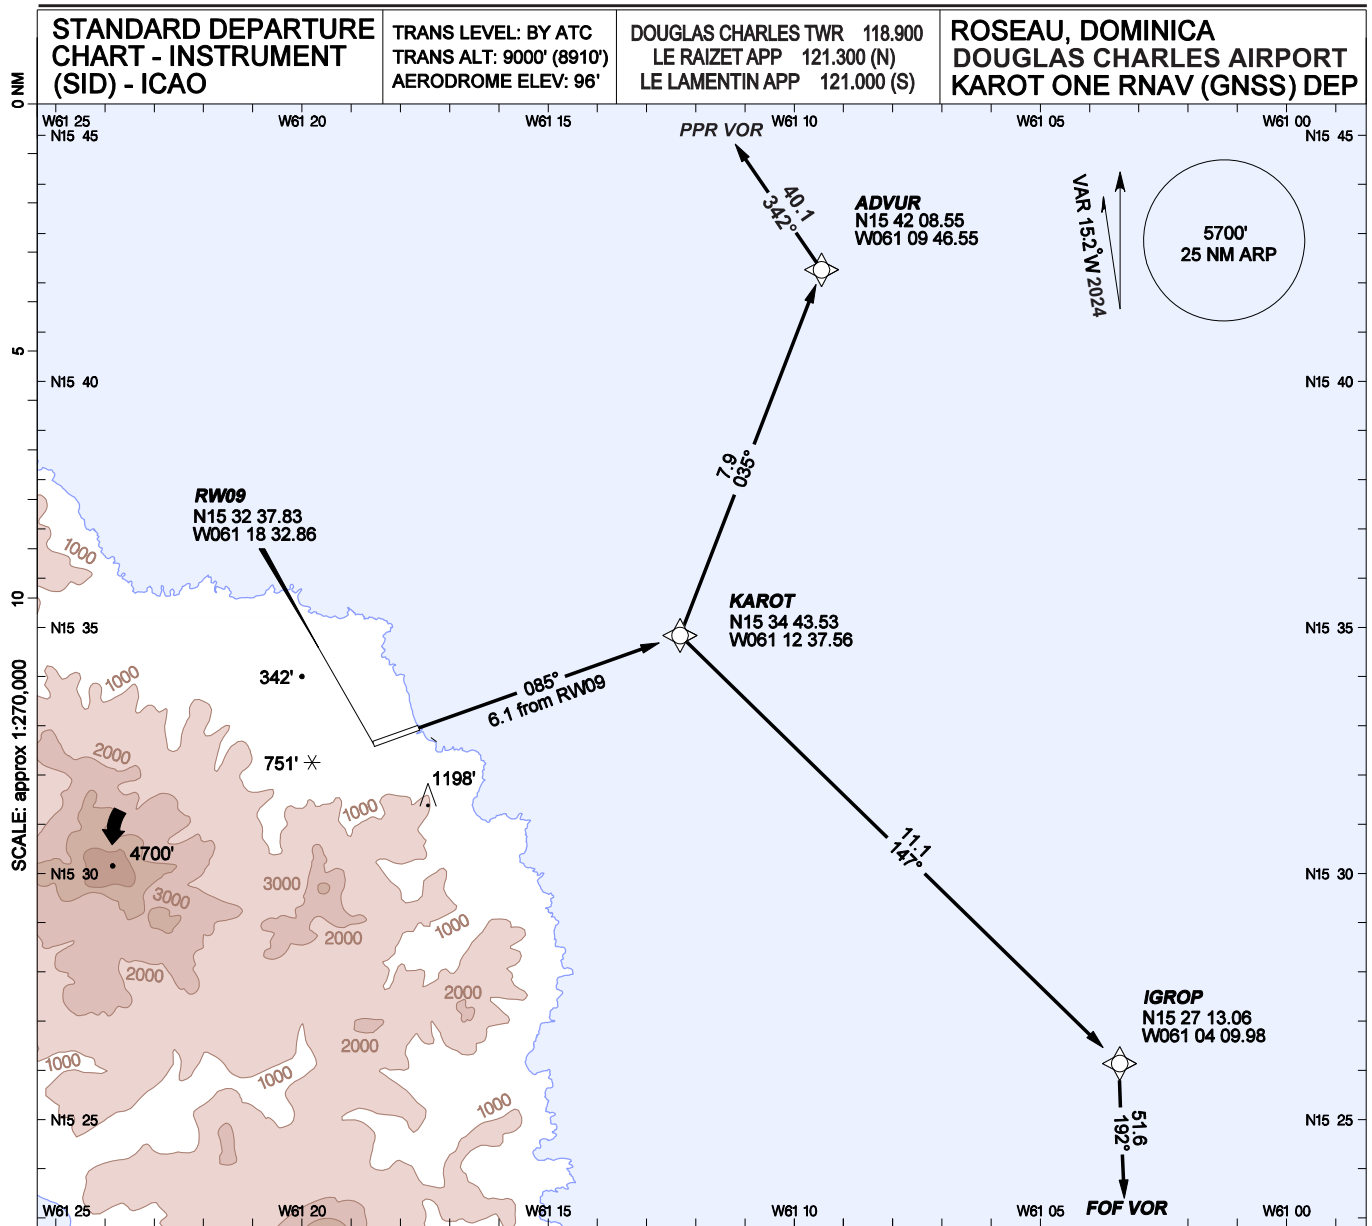 STANDARD DEPARTURE
CHART - INSTRUMENT
(SID) - ICAO
TRANS LEVEL: BY ATC
TRANS ALT: 9000' (8910')
AERODROME ELEV: 96'
DOUGLAS CHARLES TWR 118.900
LE RAIZET APP 121.300 (N)
LE LAMENTIN APP 121.000 (S)
ROSEAU, DOMINICA
DOUGLAS CHARLES AIRPORT
KAROT ONE RNAV (GNSS) DEP
0 NM
W61 25
W61 20
W61 15
W61 10
W61 05
W61 00
N15 45
N15 45
PPR VOR
40.1
342°
ADVUR
N15 42 08.55
W061 09 46.55
VAR 15.2°W 2024
5700'
25 NM ARP
5
N15 40
N15 40
7.9
035°
RW09
N15 32 37.83
W061 18 32.86
1000
10
N15 35
N15 35
KAROT
N15 34 43.53
W061 12 37.56
342'
1000
085°
6.1 from RW09
SCALE: approx 1:270,000
2000
751'
1198'
1000
4700'
11.1
147°
N15 30
N15 30
3000
3000
1000
2000
2000
2000
IGROP
N15 27 13.06
W061 04 09.98
2000
1000
1000
1000
N15 25
N15 25
51.6
192°
W61 25
W61 20
W61 15
W61 10
W61 05
FOF VOR
W61 00